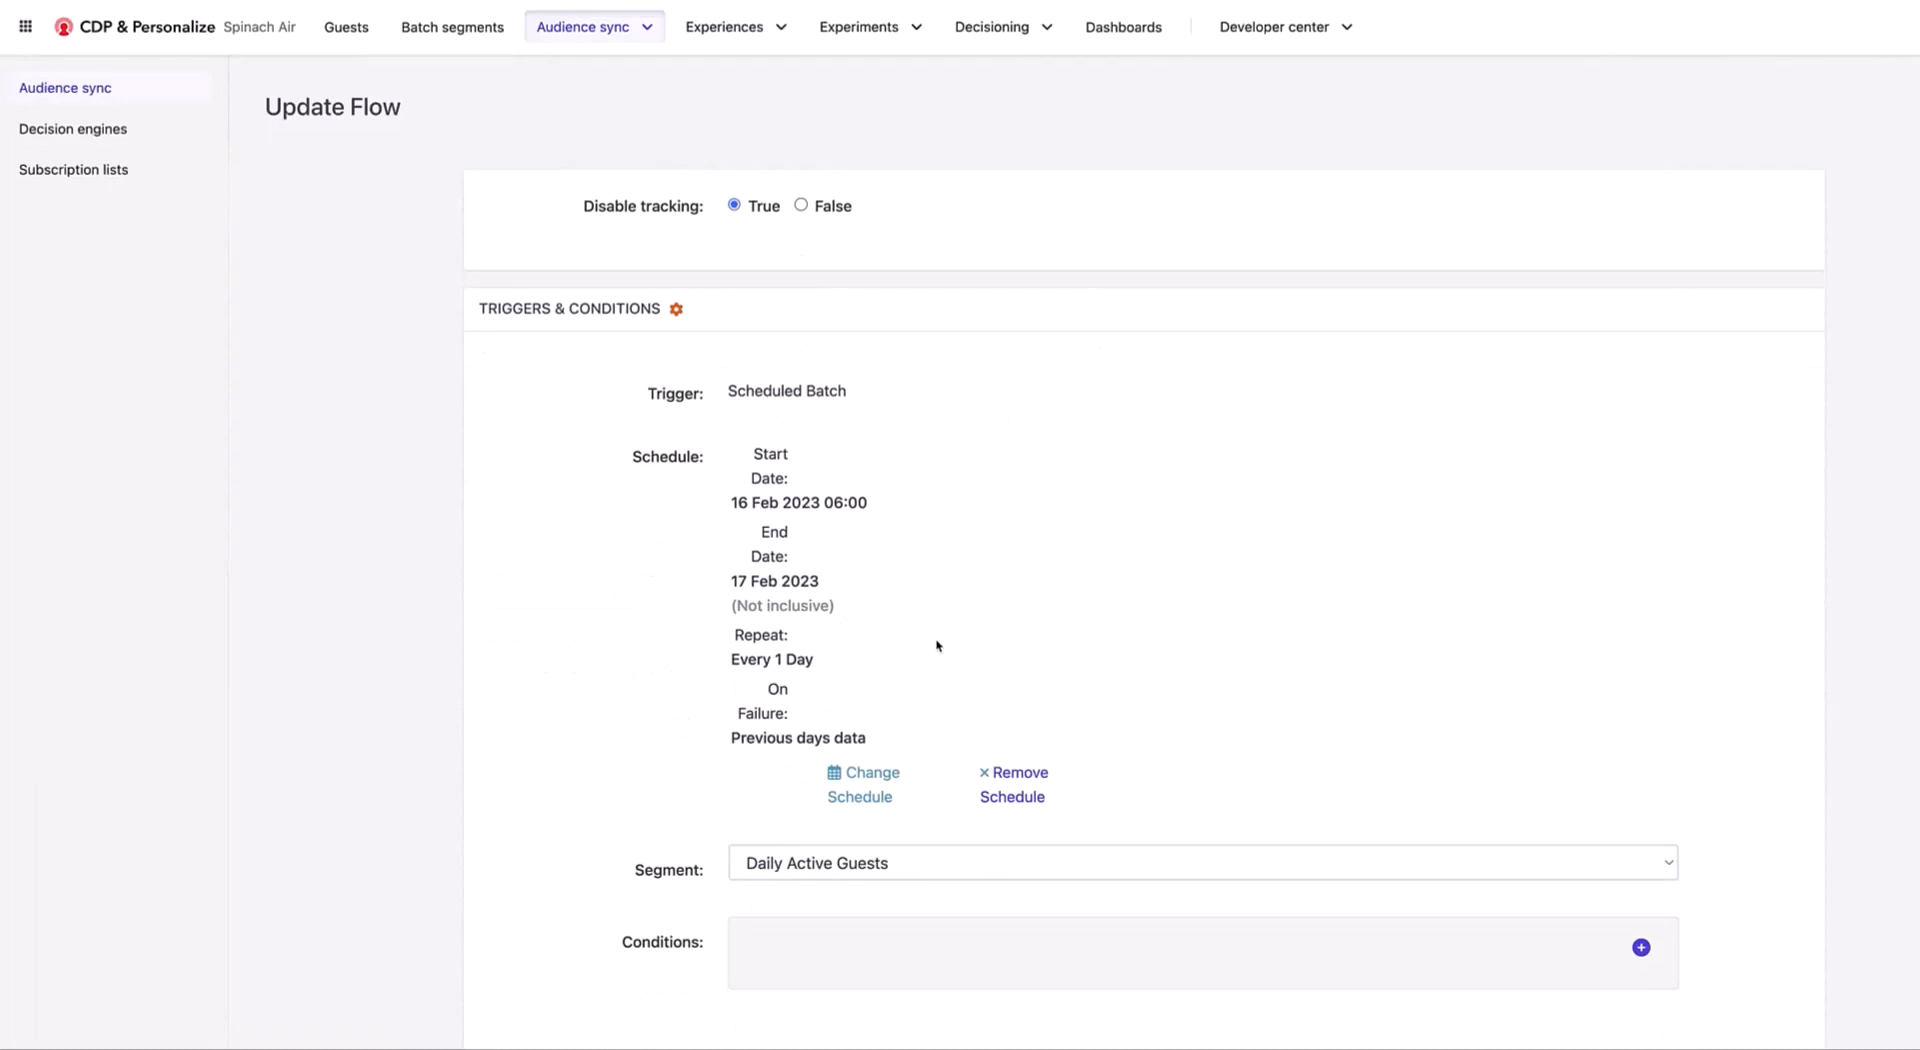 CDP & Personalize Spinach Air Guests Batch segments Audience sync Experiences Experiments Decisioning Dashboards Developer center
Audience sync
Decision engines
Subscription lists
Update Flow
Disable tracking: True False
TRIGGERS & CONDITIONS
Trigger: Scheduled Batch
Schedule: Start
Date:
16 Feb 2023 06:00
End
Date:
17 Feb 2023
(Not inclusive)
Repeat:
Every 1 Day
On
Failure:
Previous days data
Change
Schedule
Remove
Schedule
Segment: Daily Active Guests
Conditions: